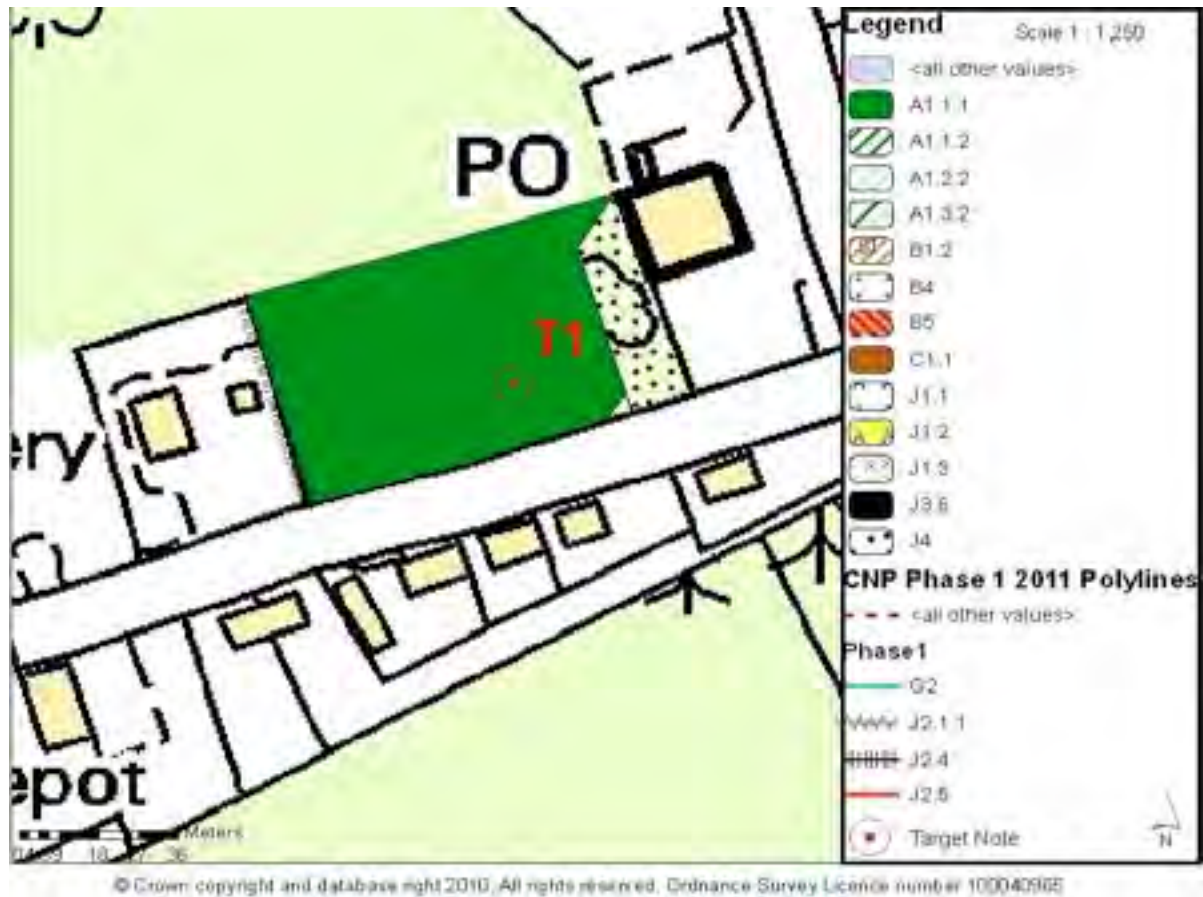 PO
T1
ery
epot
Meters
18 27 36
Legend
Scale 1 : 1,250
<all other values>
A1.1.1
A1.1.2
A1.2.2
A1.3.2
B1.2
B4
B5
C1.1
J1.1
J1.2
J1.3
J3.6
J4
CNP Phase 1 2011 Polylines
<all other values>
Phase1
G2
J2.1.1
J2.4
J2.5
Target Note
N
© Crown copyright and database right 2010. All rights reserved. Ordnance Survey Licence number 100040965